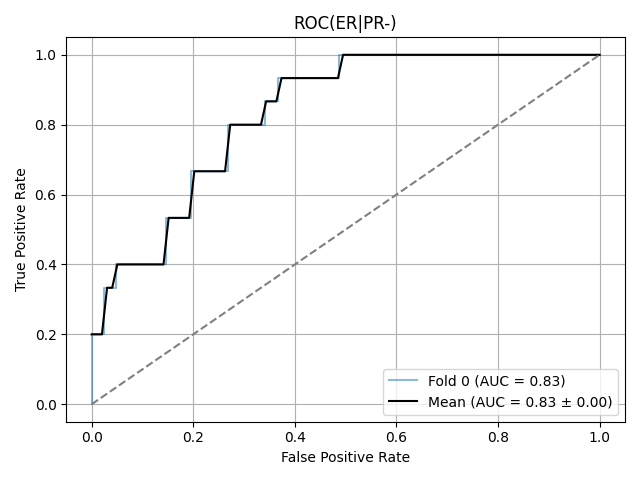 ROC(ER|PR-)
1.0
0.8
0.6
0.4
0.2
0.0
True Positive Rate
0.0 0.2 0.4 0.6 0.8 1.0
False Positive Rate
Fold 0 (AUC = 0.83)
Mean (AUC = 0.83 ± 0.00)